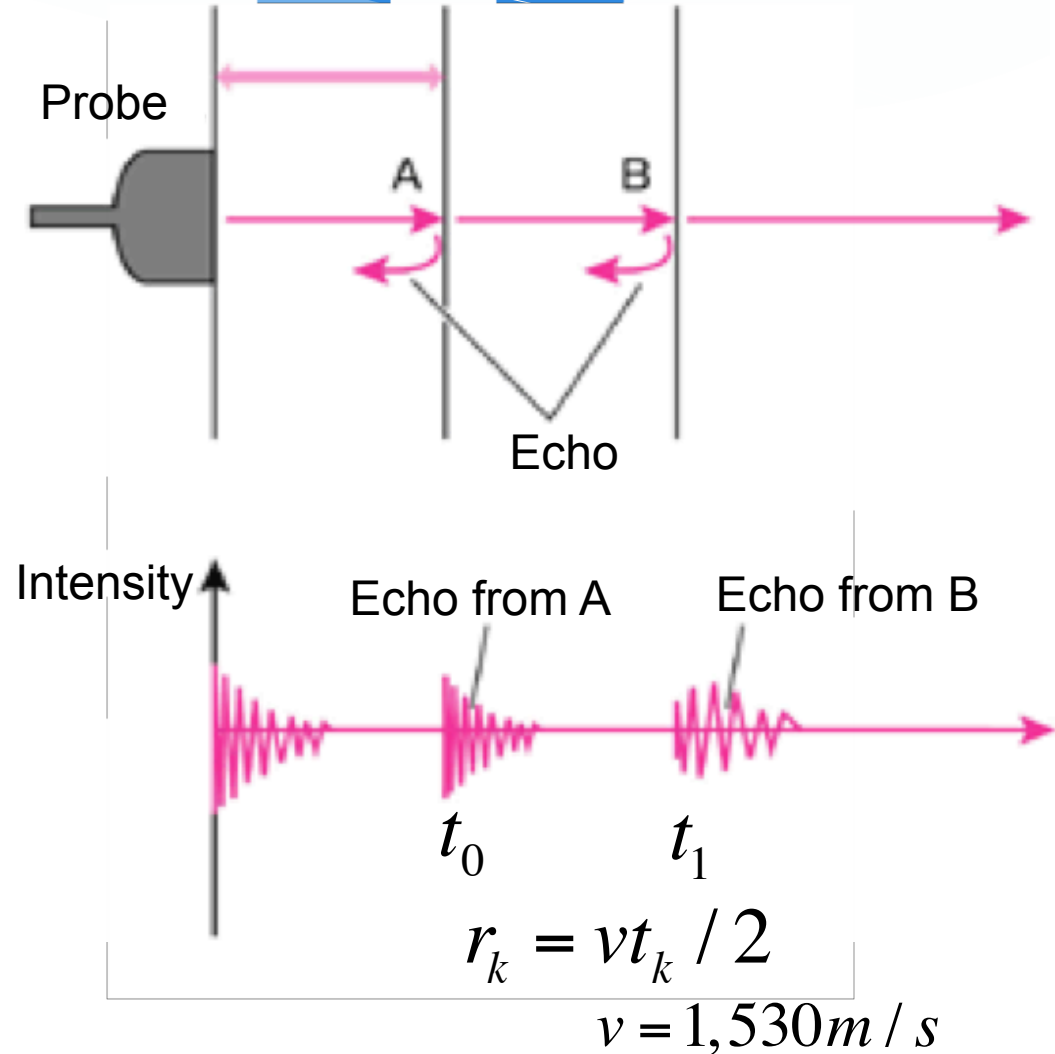 Probe
A
B
Echo
Intensity
Echo from A
Echo from B
t₀
t₁
rₖ = vtₖ / 2
v = 1,530m / s